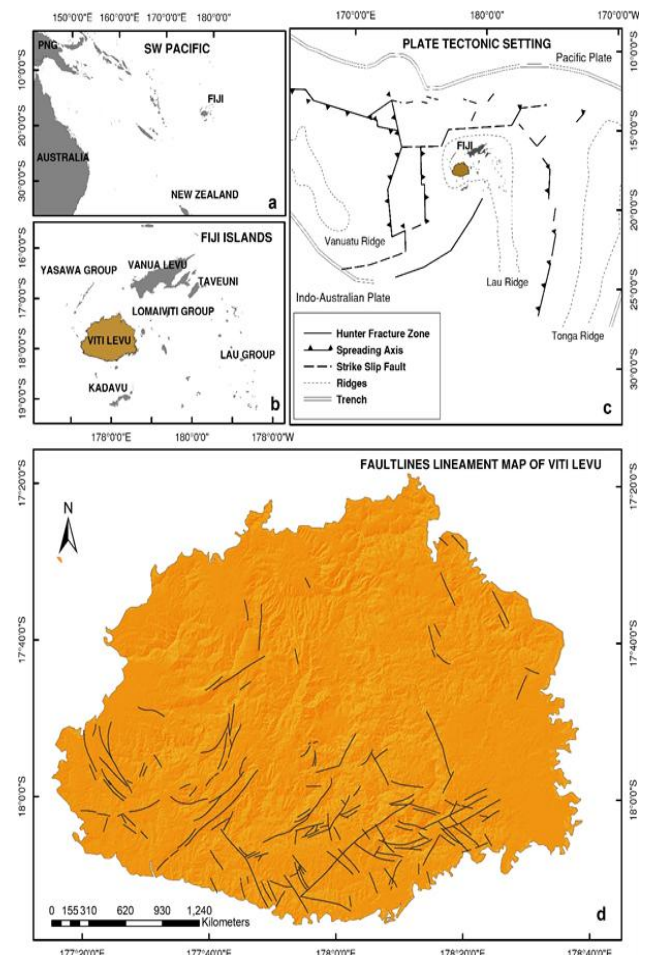 150°0'0"E 160°0'0"E 170°0'0"E 180°0'0"
SW PACIFIC
PNG
10°0'0"S
20°0'0"S
30°0'0"S
FIJI
AUSTRALIA
NEW ZEALAND
a
FIJI ISLANDS
16°0'0"S
17°0'0"S
18°0'0"S
19°0'0"S
VANUA LEVU
YASAWA GROUP
TAVEUNI
LOMAIVITI GROUP
VITI LEVU
LAU GROUP
KADAVU
b
178°0'0"E 180°0'0" 178°0'0"W
170°0'0"E 180°0'0" 170°0'0"W
PLATE TECTONIC SETTING
Pacific Plate
10°0'0"S
15°0'0"S
20°0'0"S
25°0'0"S
30°0'0"S
FIJI
Vanuatu Ridge
Indo-Australian Plate
Lau Ridge
Tonga Ridge
Hunter Fracture Zone
Spreading Axis
Strike Slip Fault
Ridges
Trench
c
FAULTLINES LINEAMENT MAP OF VITI LEVU
N
17°20'0"S
17°20'0"S
17°40'0"S
17°40'0"S
18°0'0"S
18°0'0"S
0 155 310 620 930 1,240
Kilometers
d
177°20'0"E 177°40'0"E 178°0'0"E 178°20'0"E 178°40'0"E